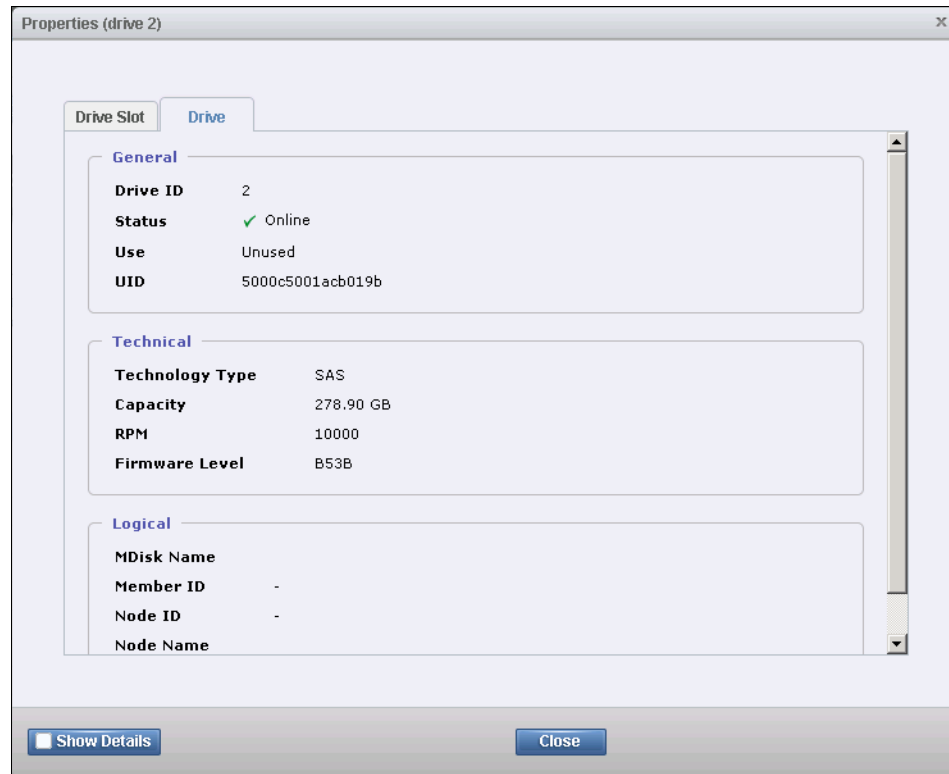 Properties (drive 2)
x
Drive Slot
Drive
General
Drive ID 2
Status Online
Use Unused
UID 5000c5001acb019b
Technical
Technology Type SAS
Capacity 278.90 GB
RPM 10000
Firmware Level B53B
Logical
MDisk Name
Member ID -
Node ID -
Node Name
Show Details
Close